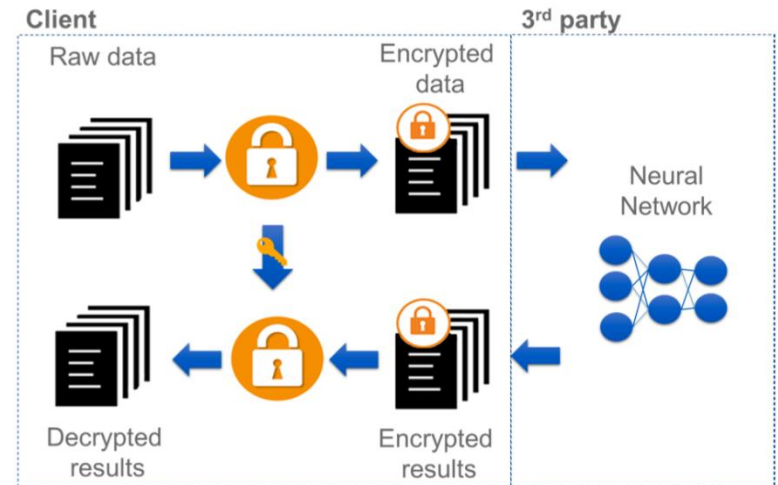 Client
3rd party
Raw data
Encrypted
data
Neural
Network
Decrypted
results
Encrypted
results